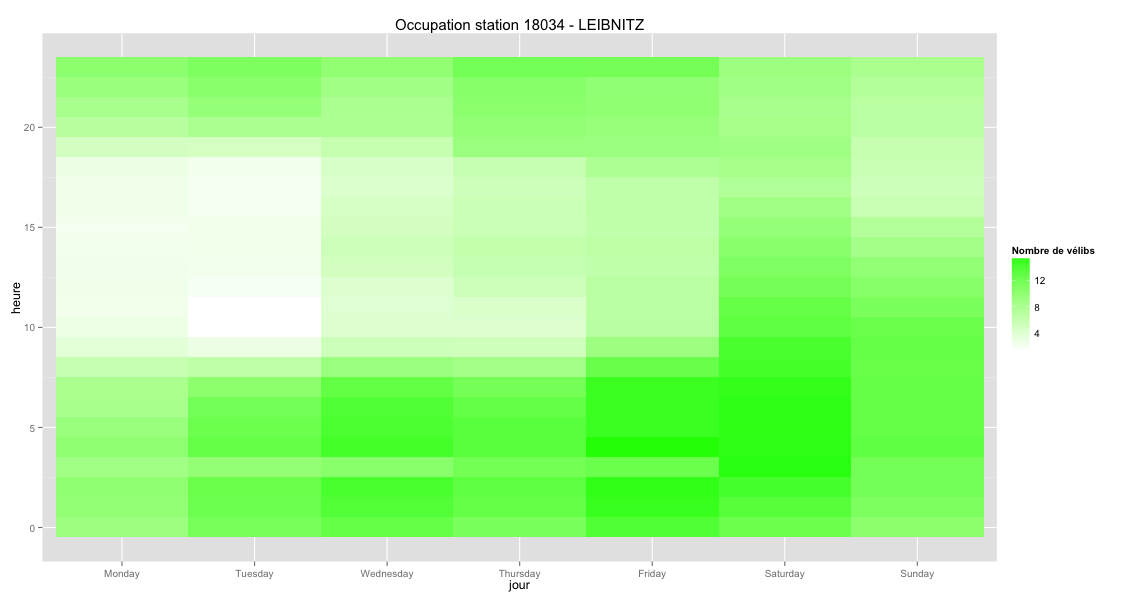 Occupation station 18034 - LEIBNITZ
heure
20
15
10
5
0
Monday Tuesday Wednesday Thursday Friday Saturday Sunday
jour
Nombre de vélibs
12
8
4